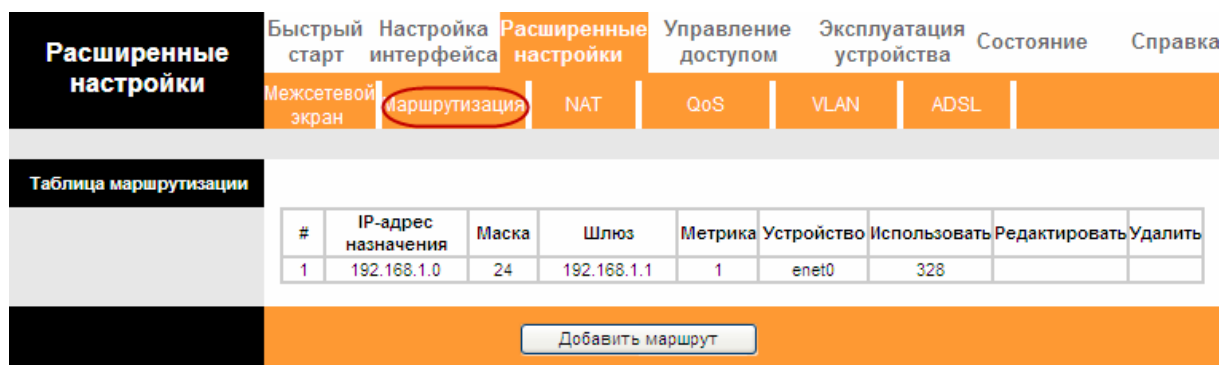 Расширенные
настройки
Быстрый
старт
Настройка
интерфейса
Расширенные
настройки
Управление
доступом
Эксплуатация
устройства
Состояние
Справка
Межсетевой
экран
Маршрутизация
NAT
QoS
VLAN
ADSL
Таблица маршрутизации
# IP-адрес назначения Маска Шлюз Метрика Устройство Использовать Редактировать Удалить
1 192.168.1.0 24 192.168.1.1 1 enet0 328
Добавить маршрут